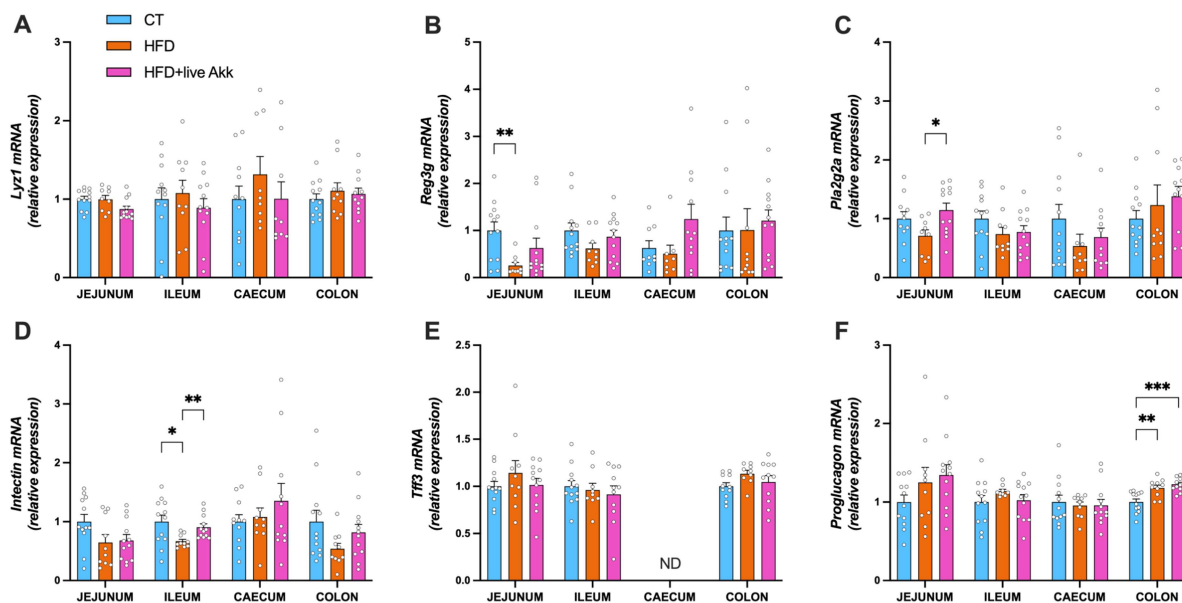 A
CT
HFD
HFD+live Akk
Lyz1 mRNA
(relative expression)
3
2
1
0
JEJUNUM ILEUM CAECUM COLON
B
Reg3g mRNA
(relative expression)
5
4
3
2
1
0
**
JEJUNUM ILEUM CAECUM COLON
C
Pla2g2a mRNA
(relative expression)
4
3
2
1
0
*
JEJUNUM ILEUM CAECUM COLON
D
Intectin mRNA
(relative expression)
4
3
2
1
0
*
**
JEJUNUM ILEUM CAECUM COLON
E
Tff3 mRNA
(relative expression)
2.5
2.0
1.5
1.0
0.5
0.0
ND
JEJUNUM ILEUM CAECUM COLON
F
Proglucagon mRNA
(relative expression)
3
2
1
0
***
**
JEJUNUM ILEUM CAECUM COLON